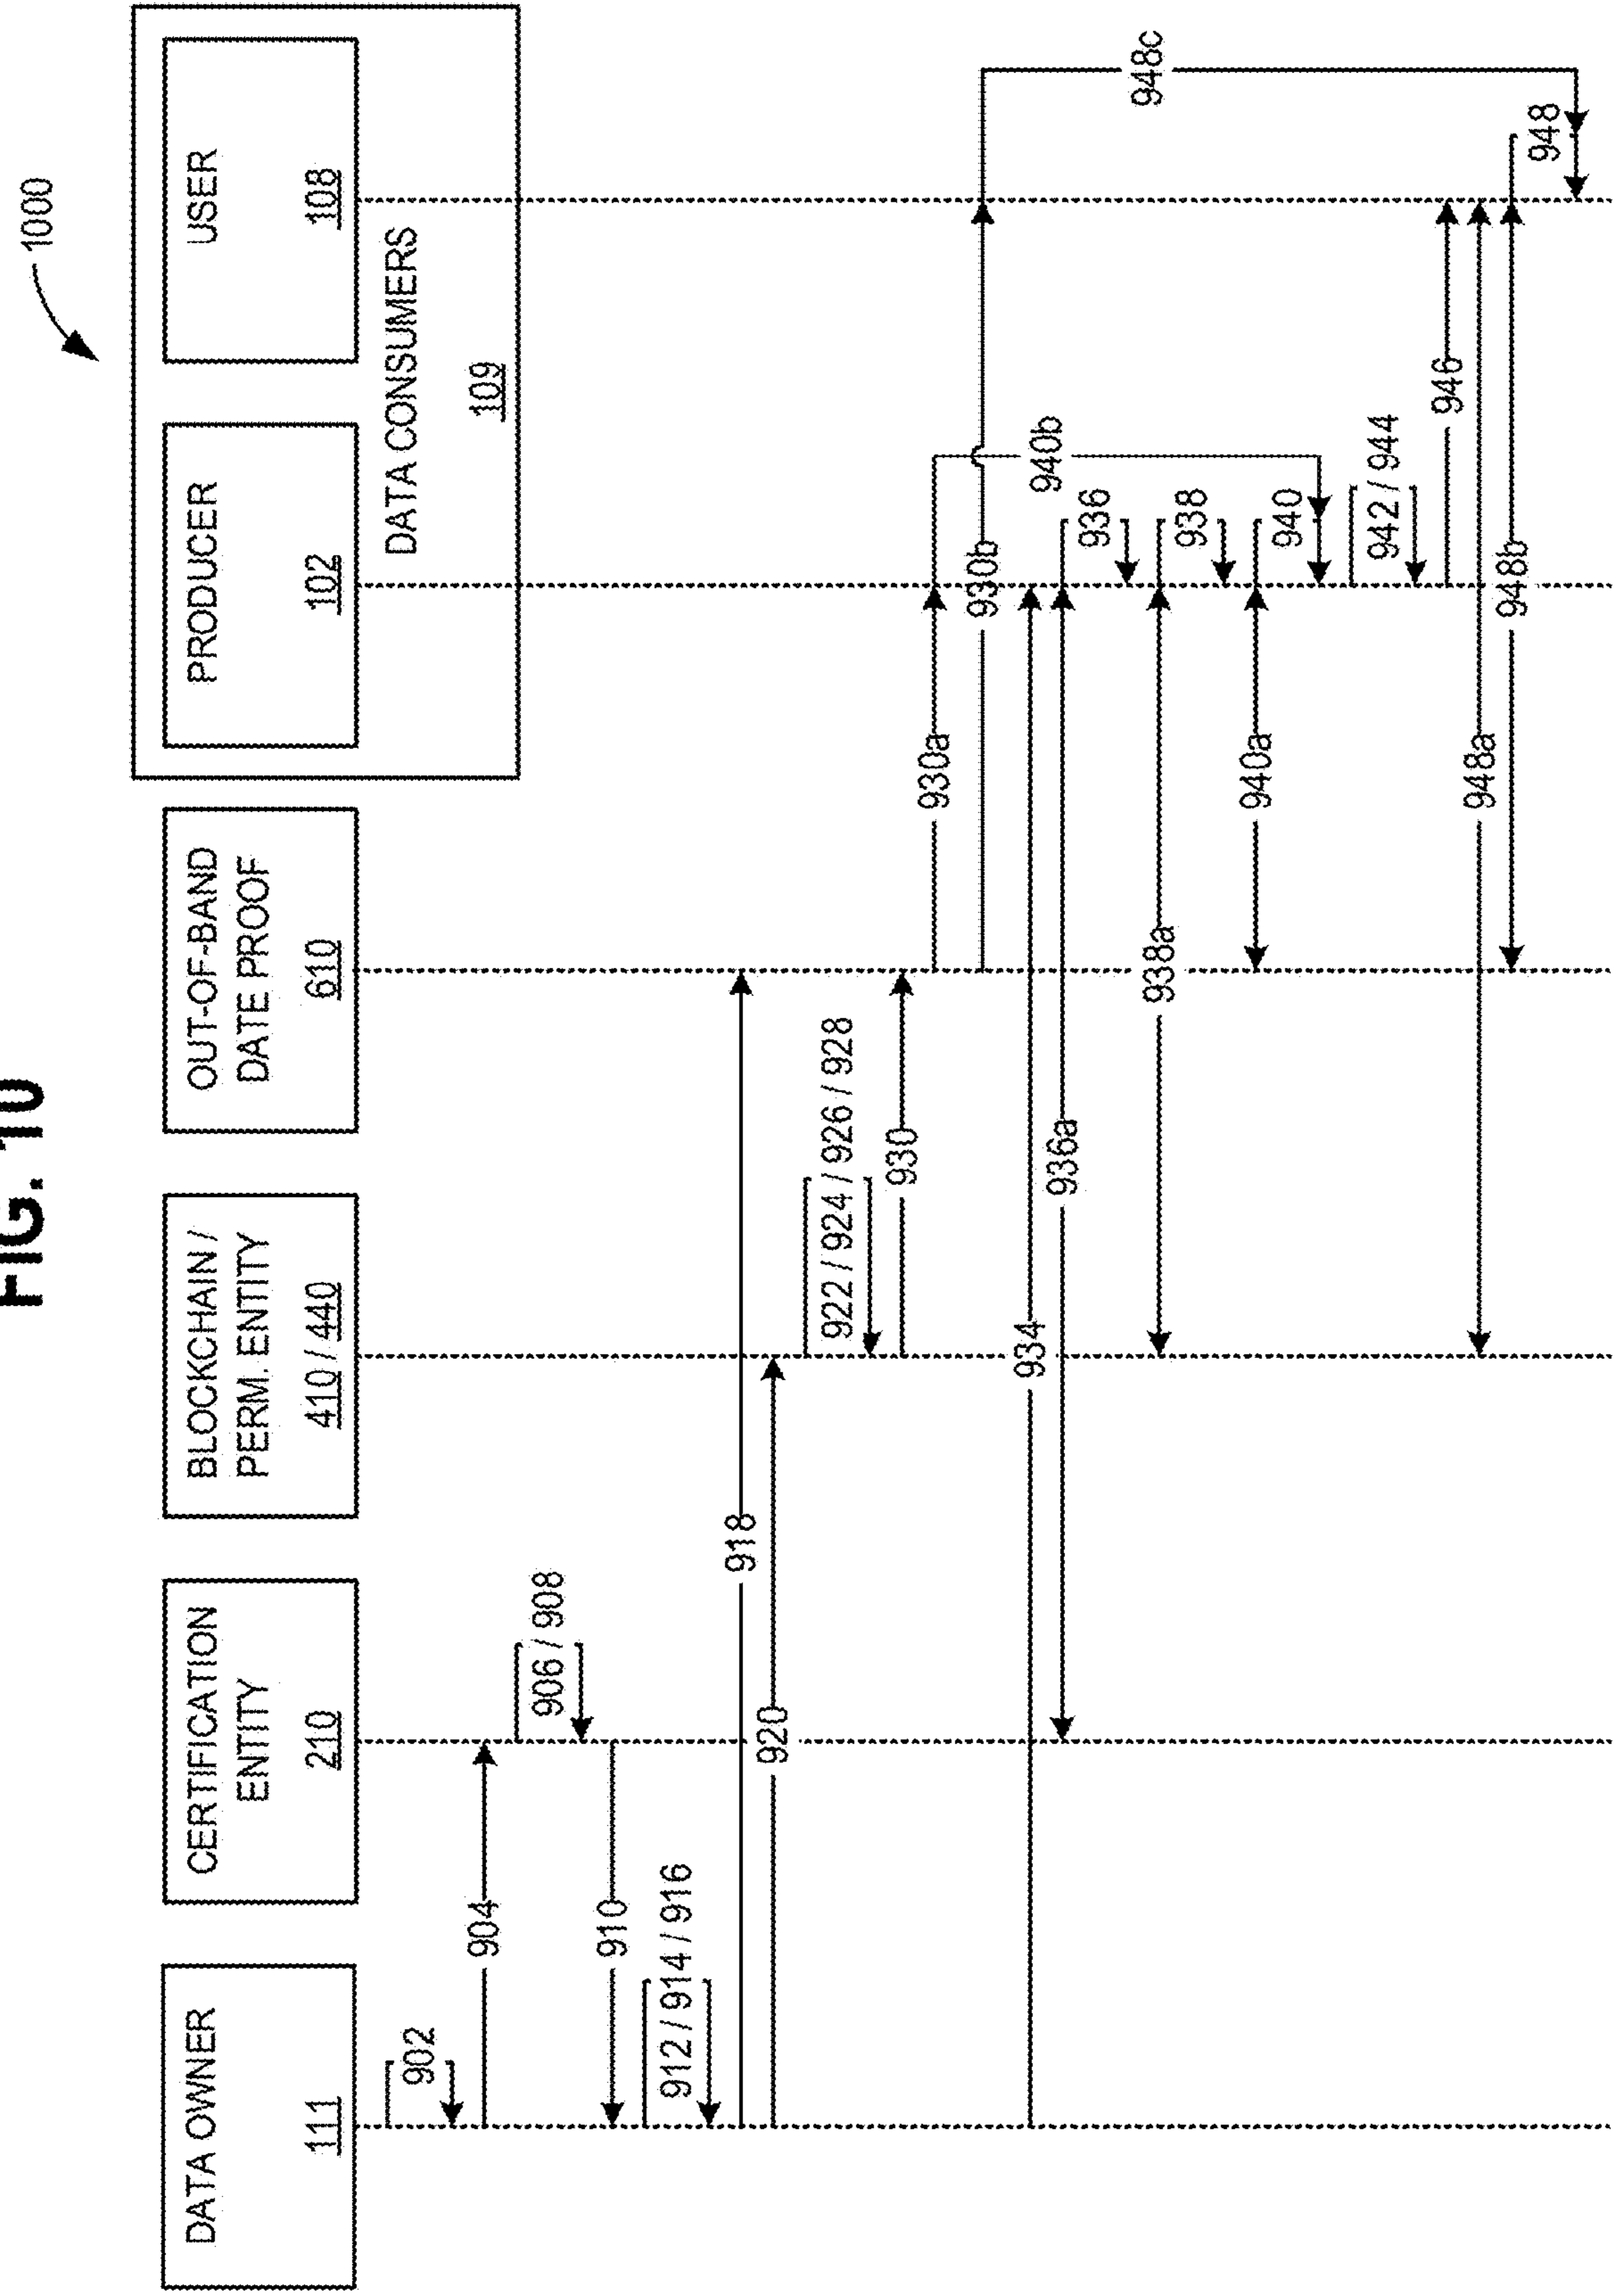 FIG. 10
1000
DATA OWNER
111
CERTIFICATION
ENTITY
210
BLOCKCHAIN /
PERM. ENTITY
410 / 440
OUT-OF-BAND
DATE PROOF
610
PRODUCER
102
USER
108
DATA CONSUMERS
109
902
904
906 / 908
910
912 / 914 / 916
918
920
922 / 924 / 926 / 928
930
930a
930b
934
936a
936
938a
938
940a
940
940b
942 / 944
946
948a
948b
948
948c